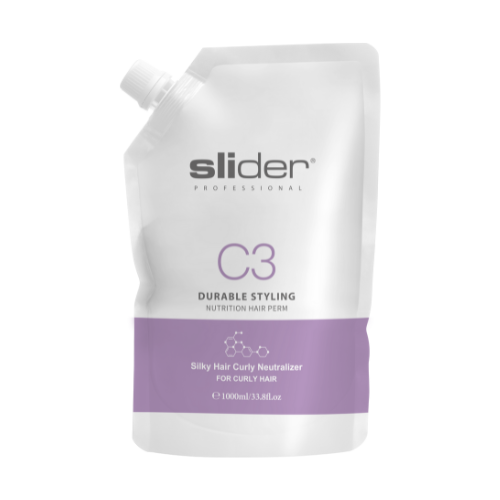 slider®
PROFESSIONAL
C3
DURABLE STYLING
NUTRITION HAIR PERM
Silky Hair Curly Neutralizer
FOR CURLY HAIR
℮ 1000ml/33.8fl.oz